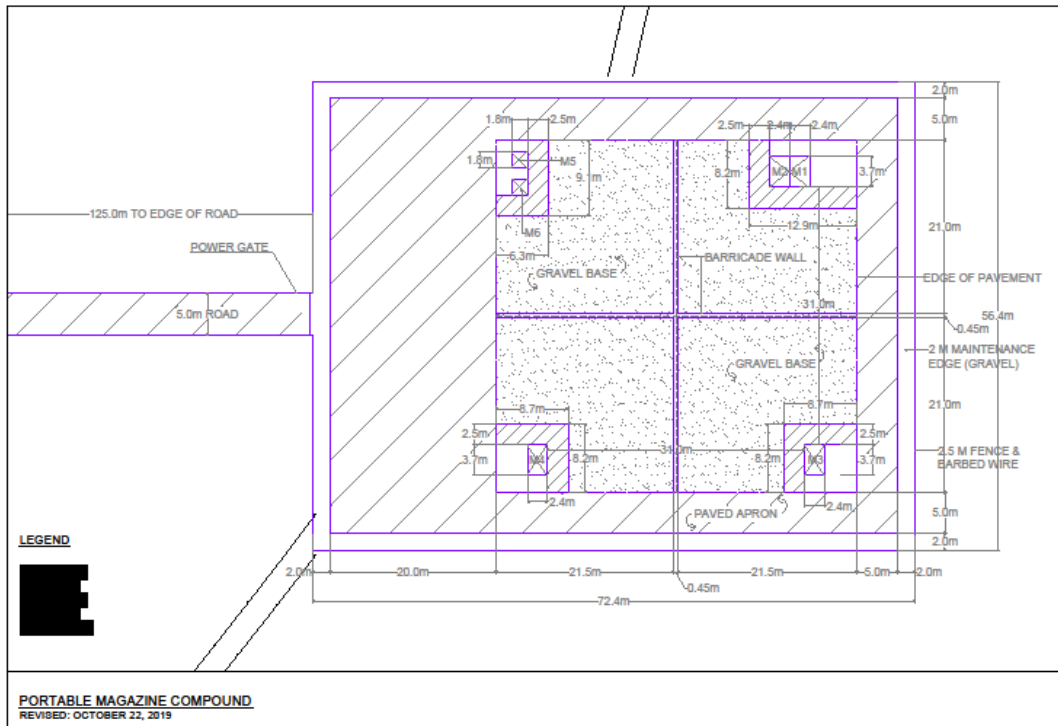 2.0m
5.0m
1.8m
2.5m
2.5m
2.4m
2.4m
1.8m
M5
9.1m
8.2m
M2
M1
3.7m
125.0m TO EDGE OF ROAD
M6
12.9m
21.0m
POWER GATE
6.3m
GRAVEL BASE
BARRICADE WALL
EDGE OF PAVEMENT
31.0m
5.0m ROAD
56.4m
0.45m
GRAVEL BASE
2 M MAINTENANCE
EDGE (GRAVEL)
8.7m
8.7m
21.0m
2.5m
2.5m
3.7m
M4
8.2m
31.0m
8.2m
M3
3.7m
2.5 M FENCE &
BARBED WIRE
2.4m
2.4m
PAVED APRON
5.0m
LEGEND
2.0m
2.0m
20.0m
21.5m
21.5m
5.0m
2.0m
0.45m
72.4m
PORTABLE MAGAZINE COMPOUND
REVISED: OCTOBER 22, 2019